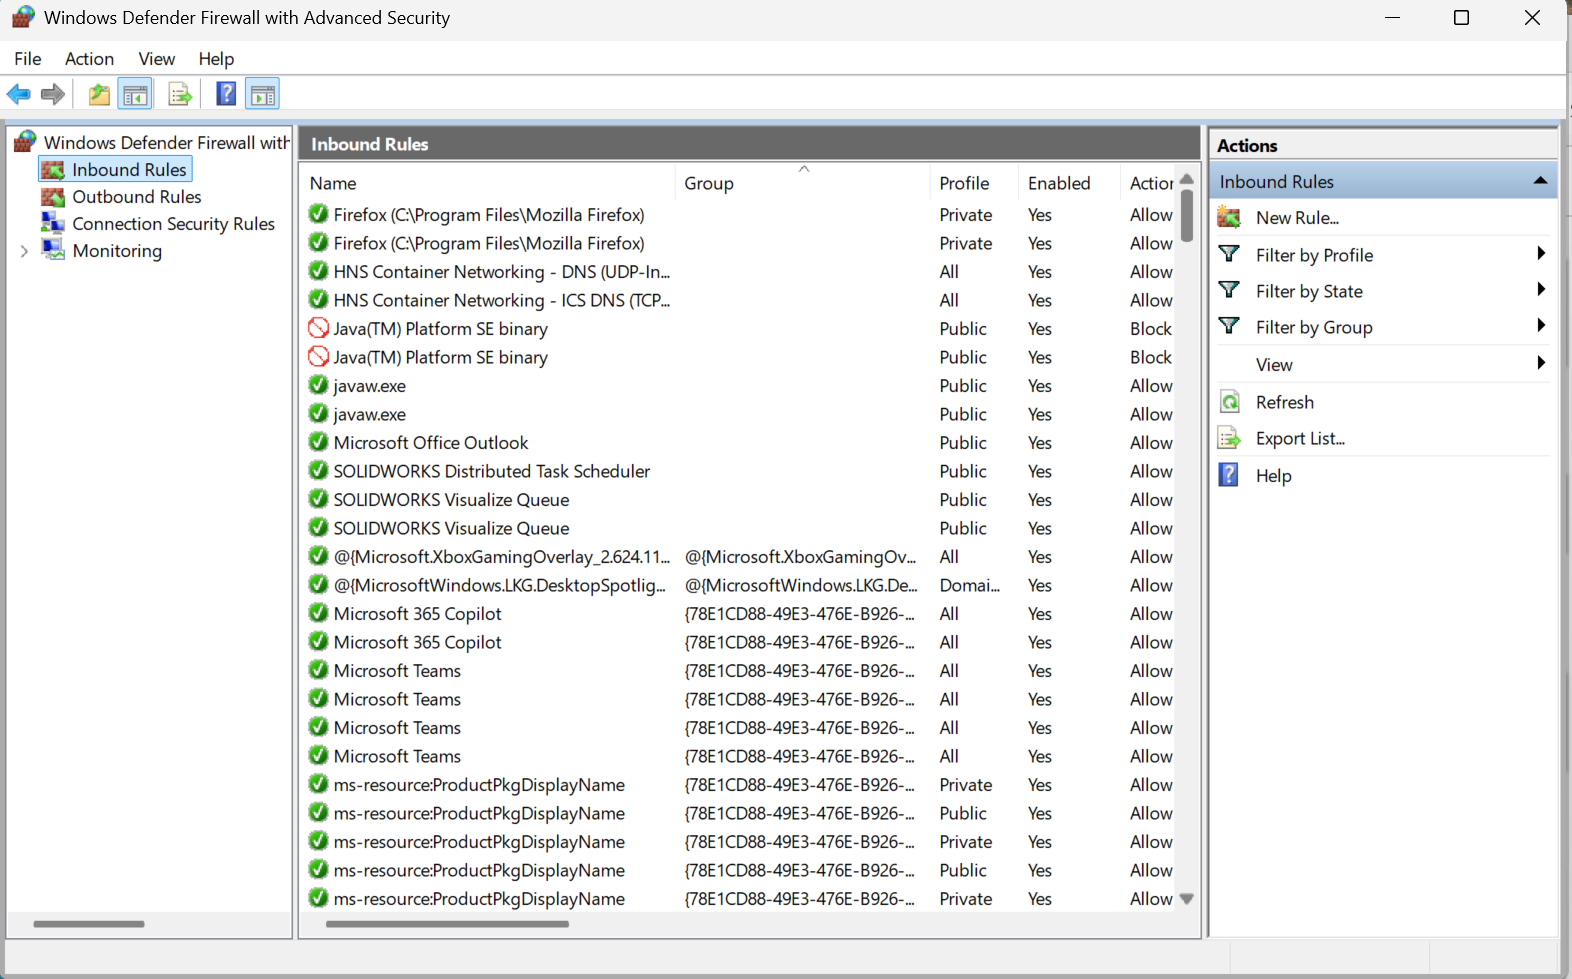 Windows Defender Firewall with Advanced Security
File Action View Help
Windows Defender Firewall with
Inbound Rules
Outbound Rules
Connection Security Rules
Monitoring
Inbound Rules
Name Group Profile Enabled Action
Firefox (C:\Program Files\Mozilla Firefox) Private Yes Allow
Firefox (C:\Program Files\Mozilla Firefox) Private Yes Allow
HNS Container Networking - DNS (UDP-In... All Yes Allow
HNS Container Networking - ICS DNS (TCP... All Yes Allow
Java(TM) Platform SE binary Public Yes Block
Java(TM) Platform SE binary Public Yes Block
javaw.exe Public Yes Allow
javaw.exe Public Yes Allow
Microsoft Office Outlook Public Yes Allow
SOLIDWORKS Distributed Task Scheduler Public Yes Allow
SOLIDWORKS Visualize Queue Public Yes Allow
SOLIDWORKS Visualize Queue Public Yes Allow
@{Microsoft.XboxGamingOverlay_2.624.11... @{Microsoft.XboxGamingOv... All Yes Allow
@{MicrosoftWindows.LKG.DesktopSpotlig... @{MicrosoftWindows.LKG.De... Domai... Yes Allow
Microsoft 365 Copilot {78E1CD88-49E3-476E-B926-... All Yes Allow
Microsoft 365 Copilot {78E1CD88-49E3-476E-B926-... All Yes Allow
Microsoft Teams {78E1CD88-49E3-476E-B926-... All Yes Allow
Microsoft Teams {78E1CD88-49E3-476E-B926-... All Yes Allow
Microsoft Teams {78E1CD88-49E3-476E-B926-... All Yes Allow
Microsoft Teams {78E1CD88-49E3-476E-B926-... All Yes Allow
ms-resource:ProductPkgDisplayName {78E1CD88-49E3-476E-B926-... Private Yes Allow
ms-resource:ProductPkgDisplayName {78E1CD88-49E3-476E-B926-... Public Yes Allow
ms-resource:ProductPkgDisplayName {78E1CD88-49E3-476E-B926-... Private Yes Allow
ms-resource:ProductPkgDisplayName {78E1CD88-49E3-476E-B926-... Public Yes Allow
ms-resource:ProductPkgDisplayName {78E1CD88-49E3-476E-B926-... Private Yes Allow
Actions
Inbound Rules
New Rule...
Filter by Profile
Filter by State
Filter by Group
View
Refresh
Export List...
Help